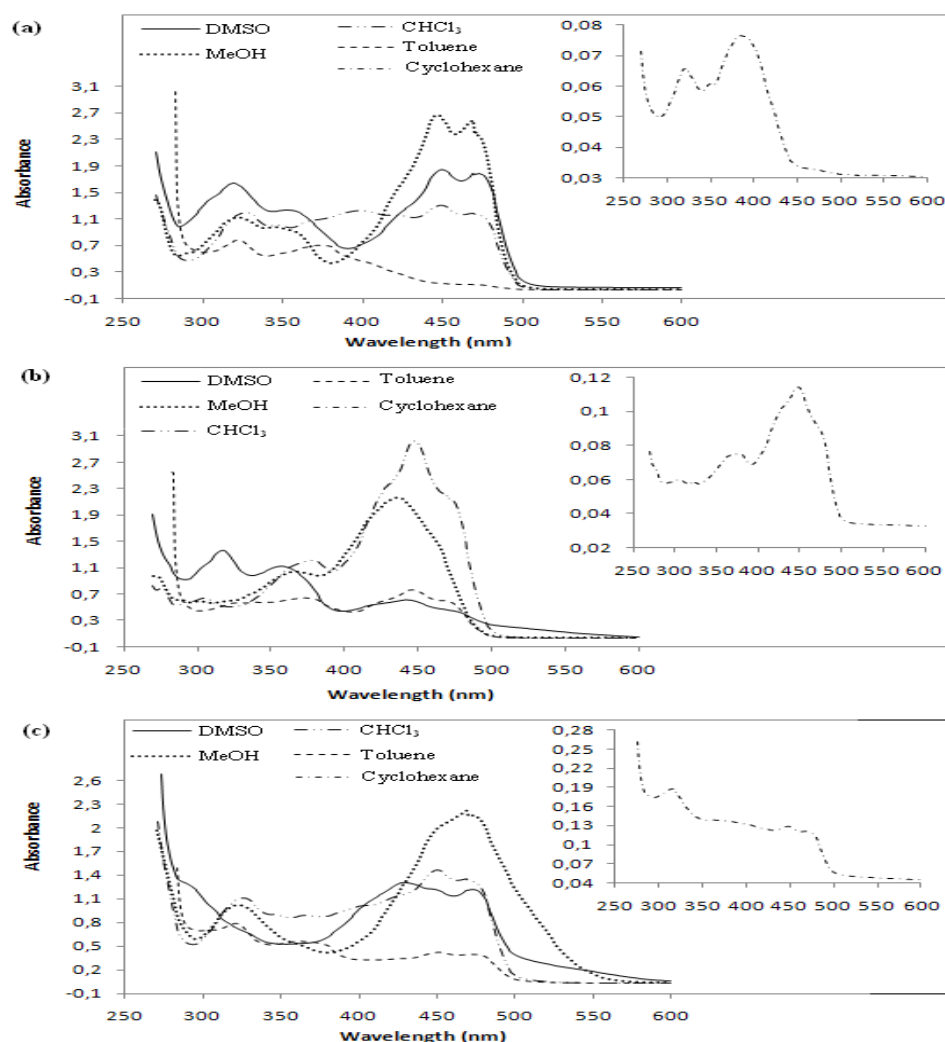 (a)
DMSO
CHCl3
MeOH
Toluene
Cyclohexane
Absorbance
3,1
2,7
2,3
1,9
1,5
1,1
0,7
0,3
-0,1
250 300 350 400 450 500 550 600
Wavelength (nm)
0,08
0,07
0,06
0,05
0,04
0,03
250 300 350 400 450 500 550 600
(b)
DMSO
Toluene
MeOH
Cyclohexane
CHCl3
Absorbance
3,1
2,7
2,3
1,9
1,5
1,1
0,7
0,3
-0,1
250 300 350 400 450 500 550 600
Wavelength (nm)
0,12
0,1
0,08
0,06
0,04
0,02
250 300 350 400 450 500 550 600
(c)
DMSO
CHCl3
MeOH
Toluene
Cyclohexane
Absorbance
2,6
2,3
2
1,7
1,4
1,1
0,8
0,5
0,2
-0,1
250 300 350 400 450 500 550 600
Wavelength (nm)
0,28
0,25
0,22
0,19
0,16
0,13
0,1
0,07
0,04
250 300 350 400 450 500 550 600